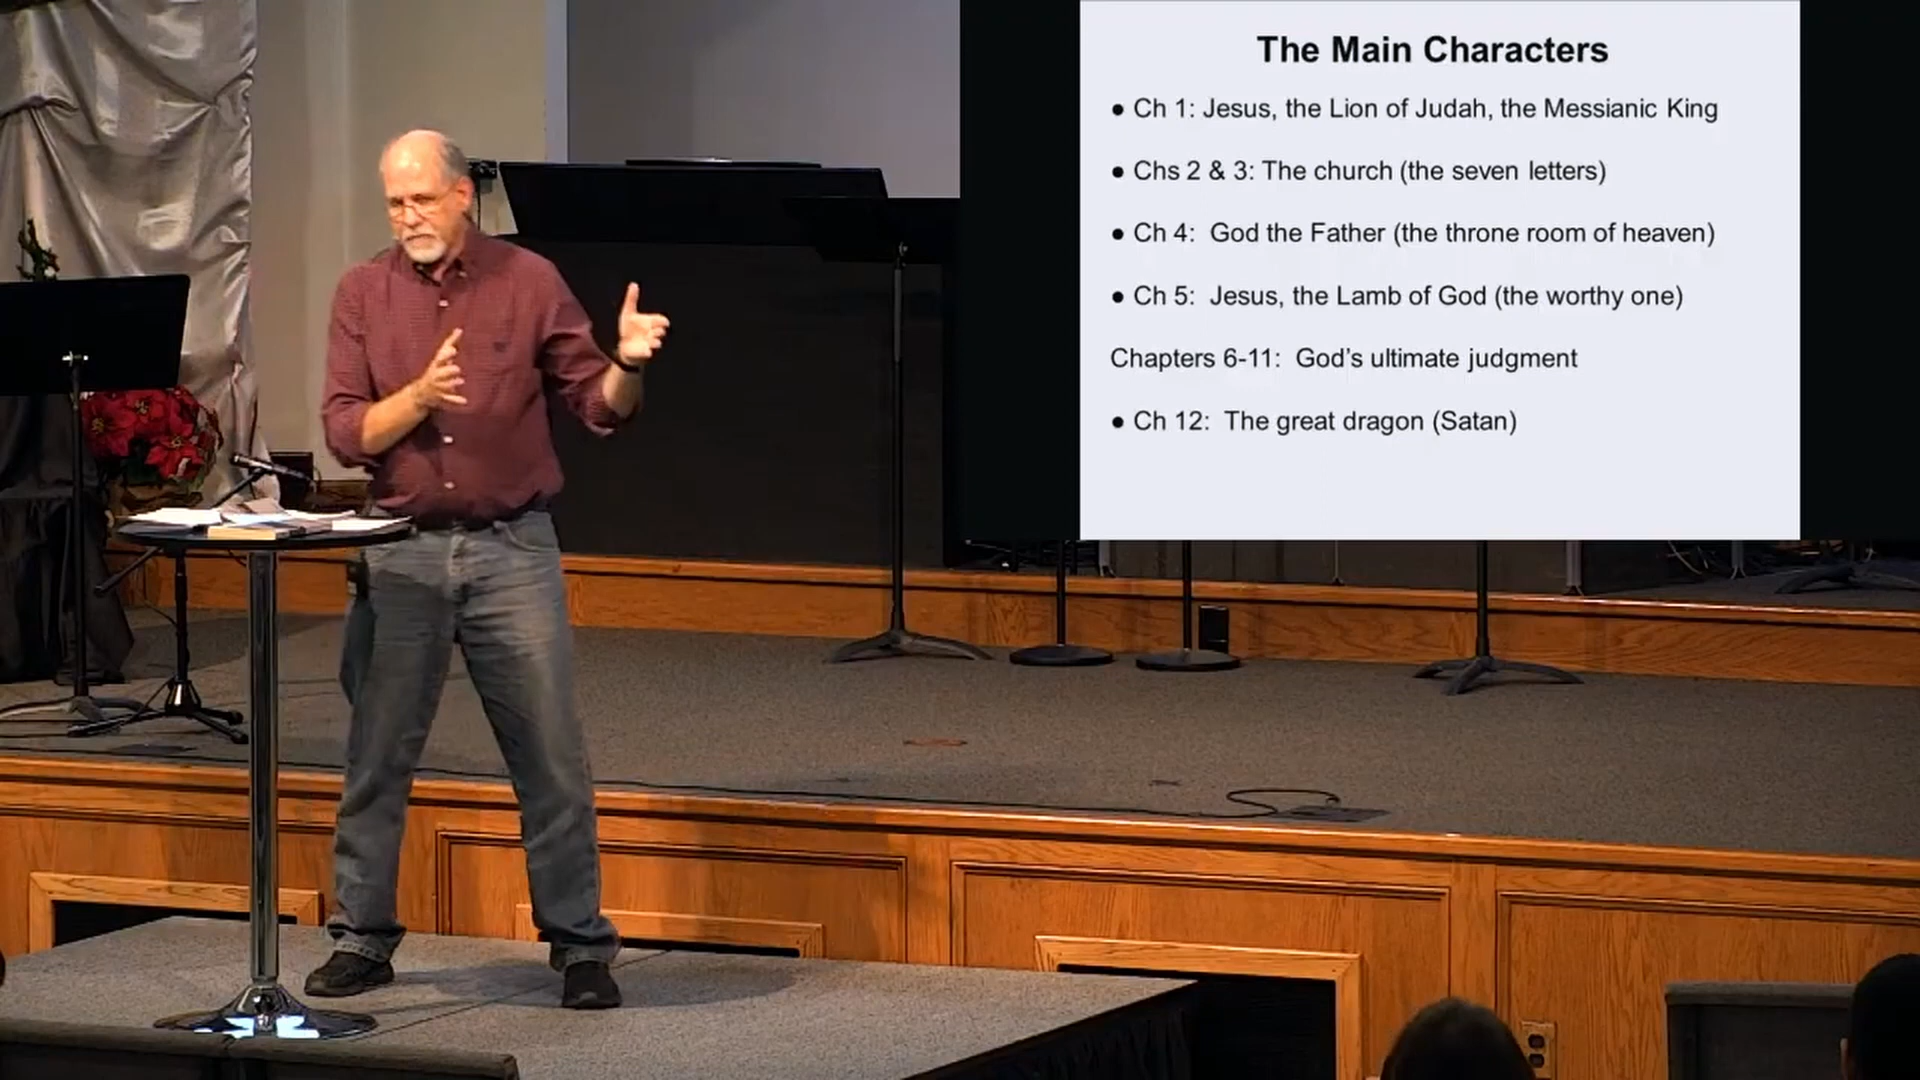 The Main Characters
● Ch 1: Jesus, the Lion of Judah, the Messianic King
● Chs 2 & 3: The church (the seven letters)
● Ch 4:  God the Father (the throne room of heaven)
● Ch 5:  Jesus, the Lamb of God (the worthy one)
Chapters 6-11:  God's ultimate judgment
● Ch 12:  The great dragon (Satan)